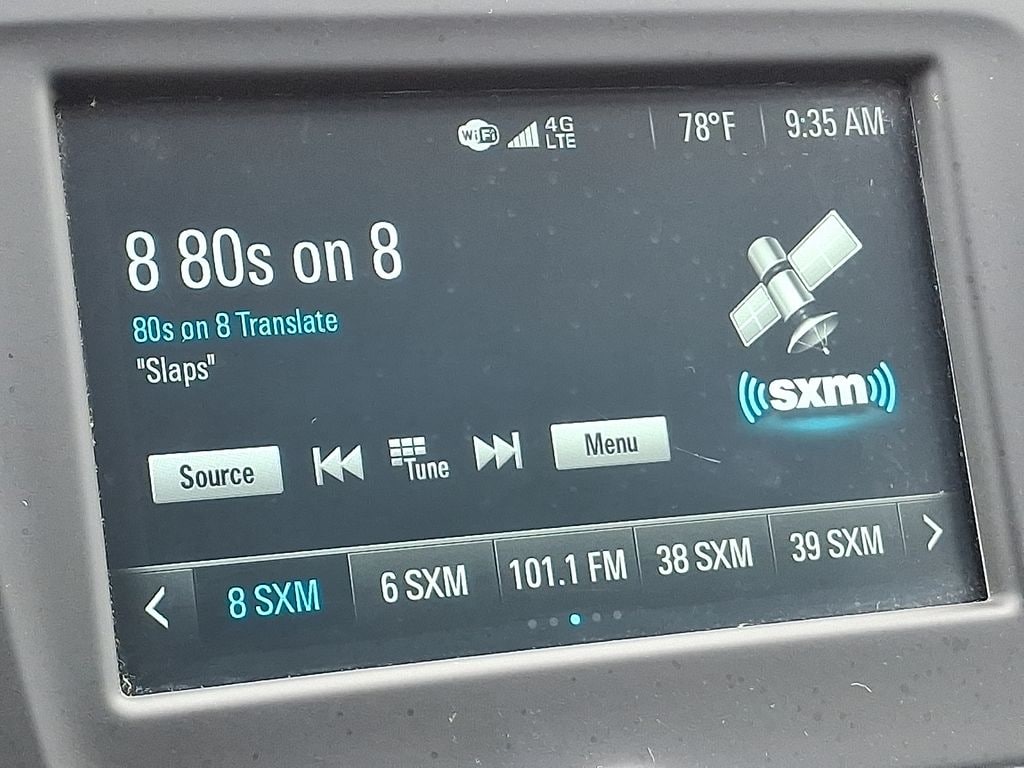 WiFi 4G LTE 78°F 9:35 AM
8 80s on 8
80s on 8 Translate
"Slaps"
sxm
Source Tune Menu
8 SXM 6 SXM 101.1 FM 38 SXM 39 SXM